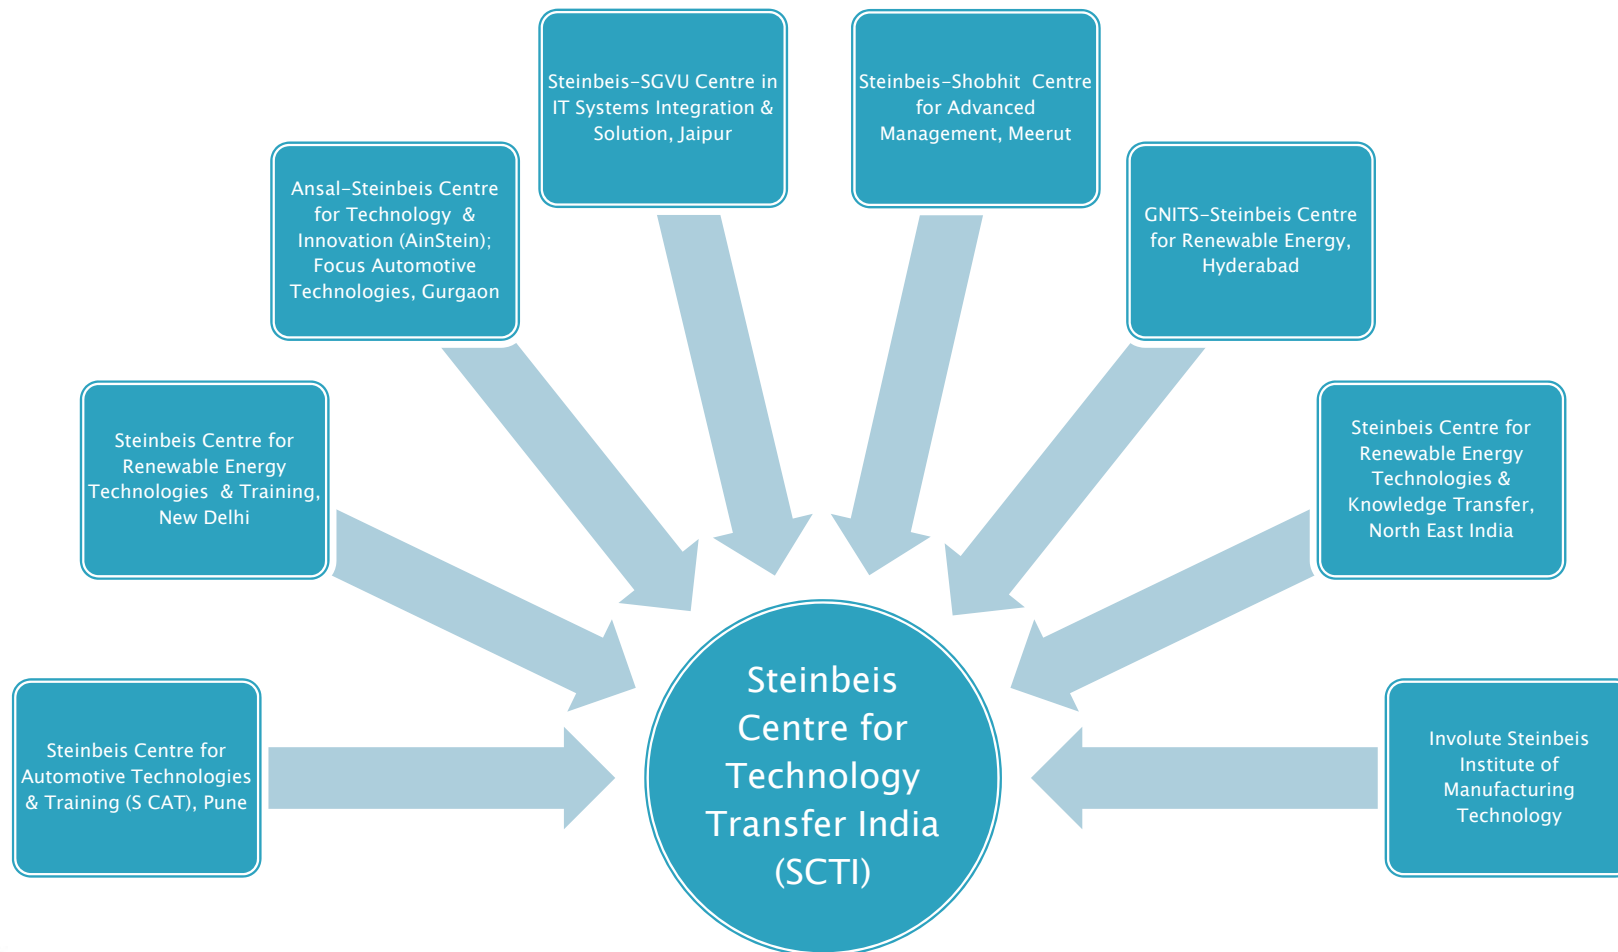 Steinbeis-SGVU Centre in
IT Systems Integration &
Solution, Jaipur
Steinbeis-Shobhit Centre
for Advanced
Management, Meerut
Ansal-Steinbeis Centre
for Technology &
Innovation (AinStein);
Focus Automotive
Technologies, Gurgaon
GNITS-Steinbeis Centre
for Renewable Energy,
Hyderabad
Steinbeis Centre for
Renewable Energy
Technologies & Training,
New Delhi
Steinbeis Centre for
Renewable Energy
Technologies &
Knowledge Transfer,
North East India
Steinbeis Centre for
Automotive Technologies
& Training (S CAT), Pune
Steinbeis
Centre for
Technology
Transfer India
(SCTI)
Involute Steinbeis
Institute of
Manufacturing
Technology